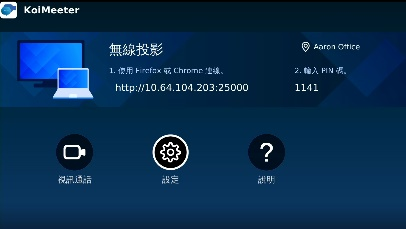 KoiMeeter
無線投影
Aaron Office
1. 使用 Firefox 或 Chrome 連線。
2. 輸入 PIN 碼。
http://10.64.104.203:25000
1141
視訊通話
設定
說明